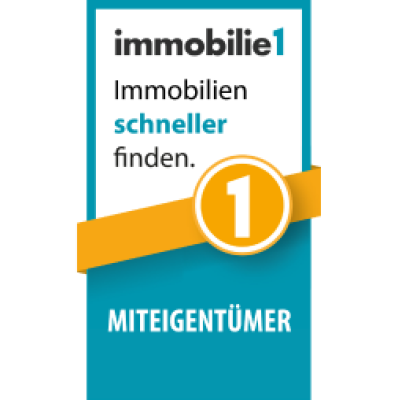 immobilie1
Immobilien
schneller
finden.
1
MITEIGENTÜMER